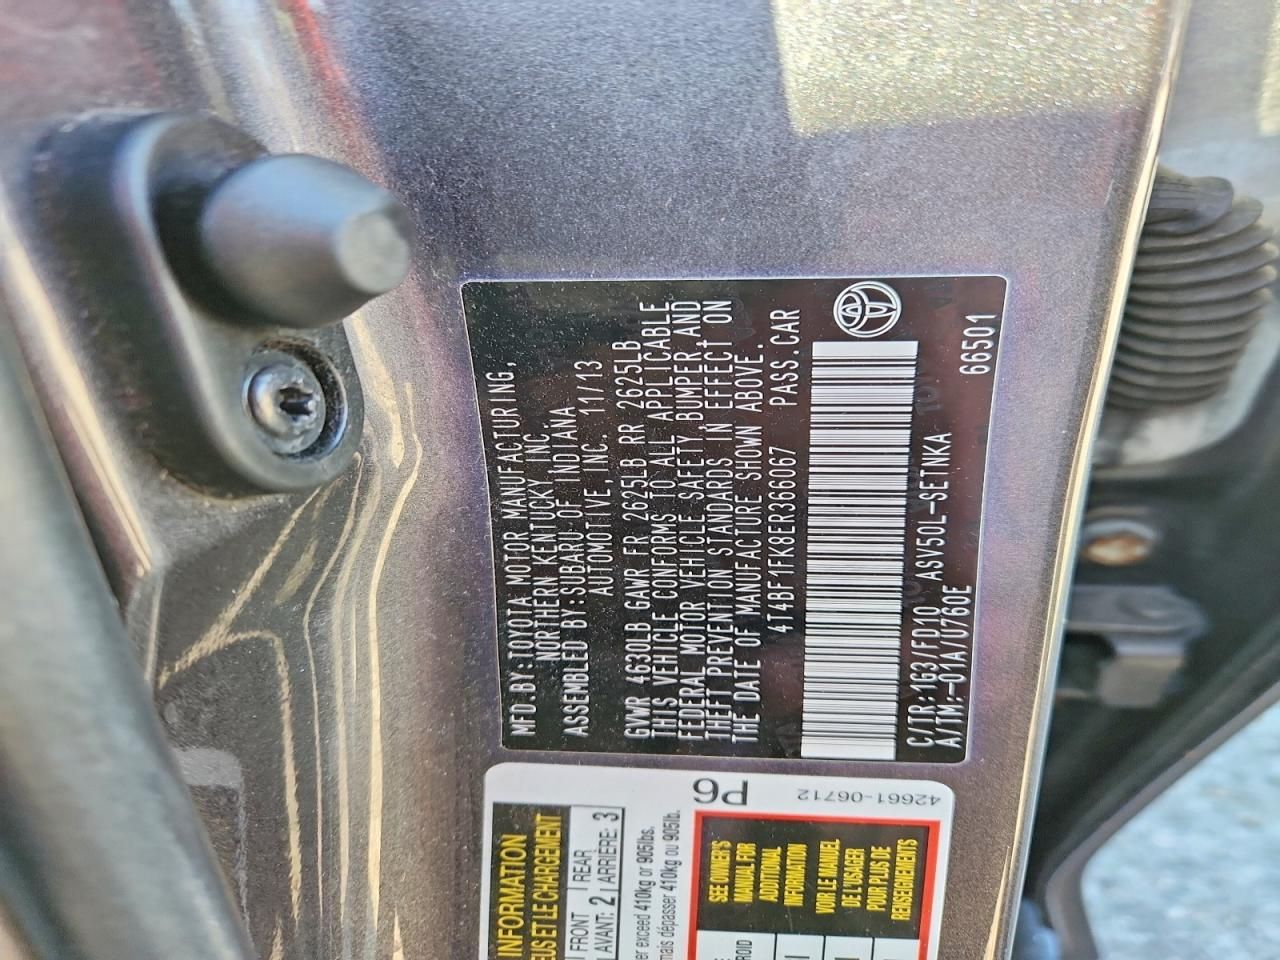 MFD.BY:TOYOTA MOTOR MANUFACTURING,
NORTHERN KENTUCKY INC.
ASSEMBLED BY:SUBARU OF INDIANA
AUTOMOTIVE, INC. 11/13
GVWR 4630LB GAWR FR 2625LB RR 2625LB
THIS VEHICLE CONFORMS TO ALL APPLICABLE
FEDERAL MOTOR VEHICLE SAFETY,BUMPER,AND
THEFT PREVENTION STANDARDS IN EFFECT ON
THE DATE OF MANUFACTURE SHOWN ABOVE.
4T4BF1FK8ER366067 PASS.CAR
C/TR:1G3/FD10 ASV50L-SETNKA
A/TM:-01A/U760E
66501
P6
42661-06712
INFORMATION
ET LE CHARGEMENT
FRONT
REAR
AVANT: 2
ARRIÈRE: 3
exceed 410kg or 905lbs.
mais dépasser 410kg ou 905lb.
SEE OWNER'S
MANUAL FOR
ADDITIONAL
INFORMATION
VOIR LE MANUEL
DE L'USAGER
POUR PLUS DE
RENSEIGNEMENTS